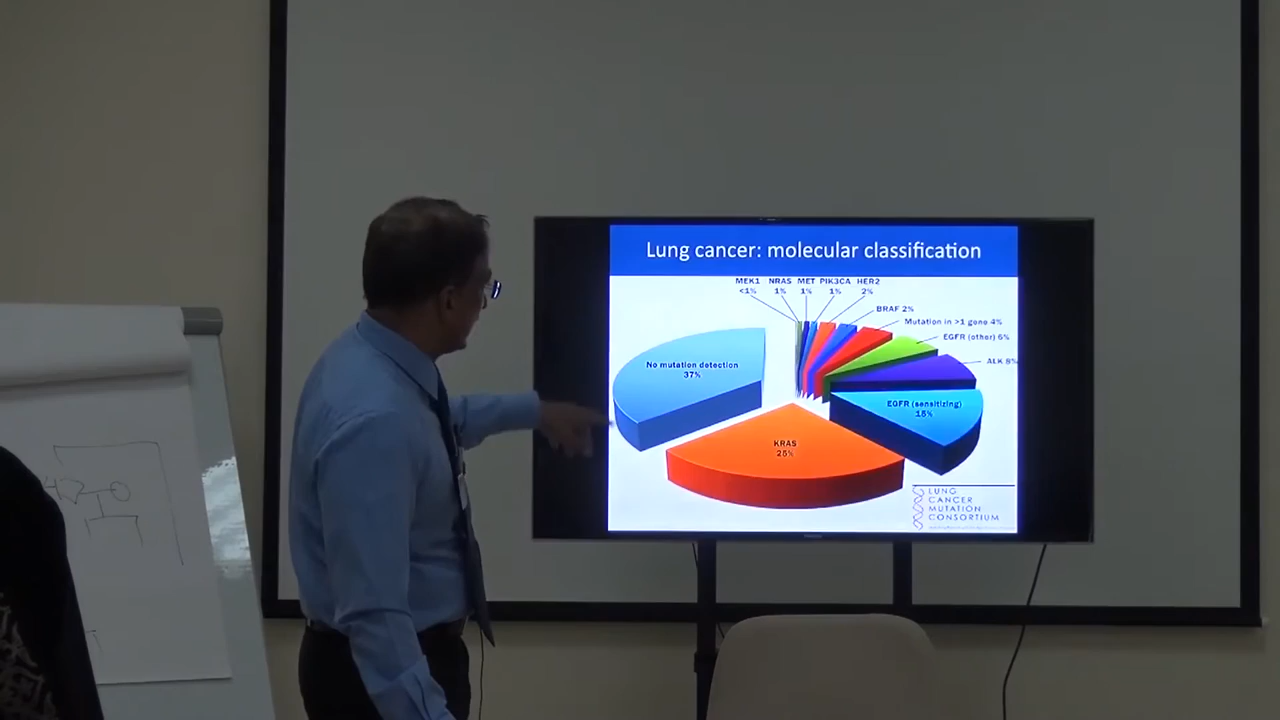 Lung cancer: molecular classification
MEK1
<1%
NRAS
1%
MET
1%
PIK3CA
1%
HER2
2%
BRAF 2%
Mutation in >1 gene 4%
EGFR (other) 6%
ALK 8%
No mutation detection
37%
EGFR (sensitizing)
15%
KRAS
25%
LUNG
CANCER
MUTATION
CONSORTIUM